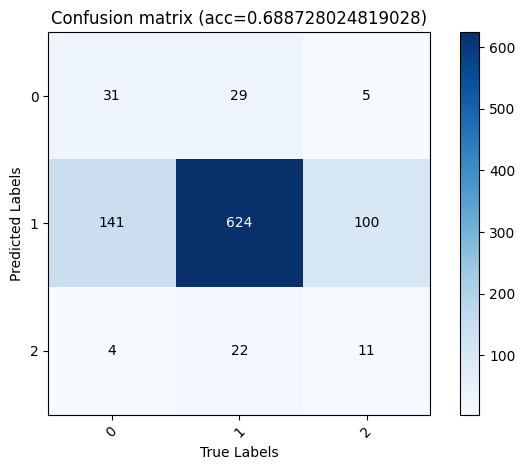 Confusion matrix (acc=0.688728024819028)
Predicted Labels
0 31 29 5
1 141 624 100
2 4 22 11
0 1 2
True Labels
600
500
400
300
200
100